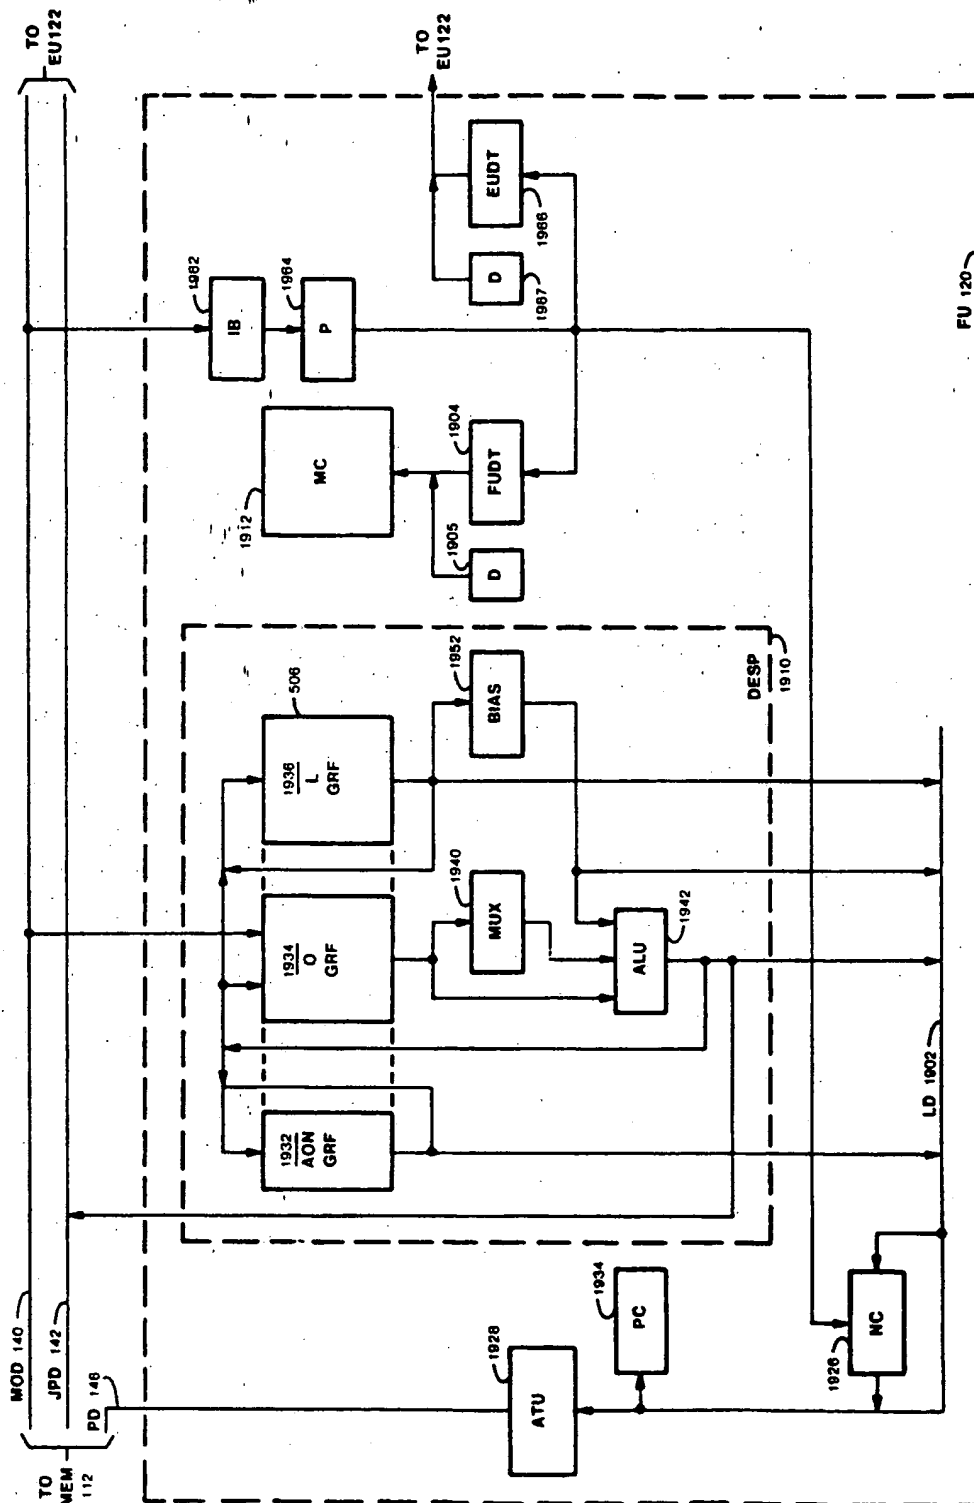 TO
EU122
MOD 140
JPD 142
PD 146
TO
MEM
112
TO
EU122
1962
IB
1964
P
EUDT
1966
D
1967
1912
MC
1904
FUDT
1905
D
506
1936
L
GRF
1934
O
GRF
1932
AON
GRF
1952
BIAS
1940
MUX
1942
ALU
DESP
1910
1928
ATU
1934
PC
1926
NC
LD 1902
FU 120